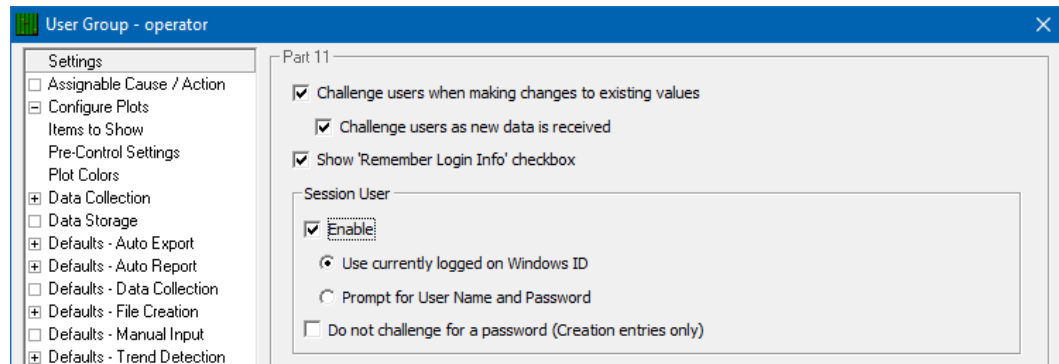 User Group - operator
Settings
Assignable Cause / Action
Configure Plots
Items to Show
Pre-Control Settings
Plot Colors
Data Collection
Data Storage
Defaults - Auto Export
Defaults - Auto Report
Defaults - Data Collection
Defaults - File Creation
Defaults - Manual Input
Defaults - Trend Detection
Part 11
Challenge users when making changes to existing values
Challenge users as new data is received
Show 'Remember Login Info' checkbox
Session User
Enable
Use currently logged on Windows ID
Prompt for User Name and Password
Do not challenge for a password (Creation entries only)